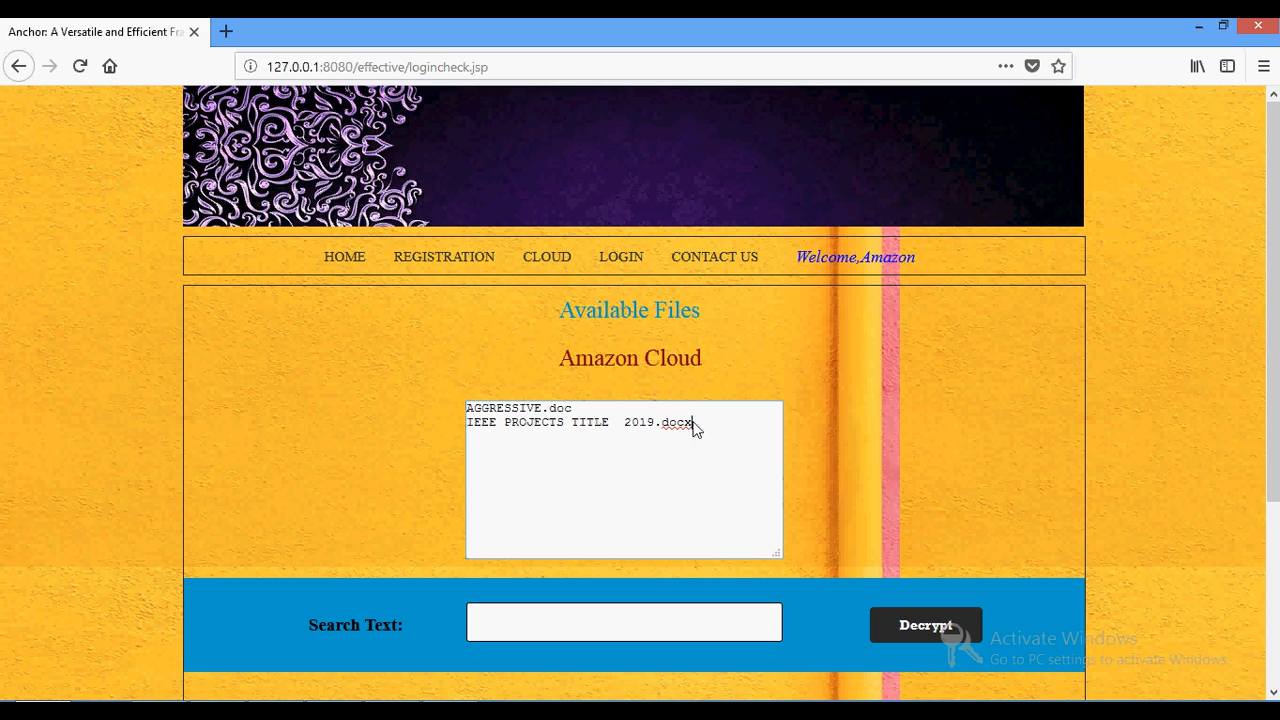 Anchor: A Versatile and Efficient Fra
127.0.0.1:8080/effective/logincheck.jsp
HOME REGISTRATION CLOUD LOGIN CONTACT US Welcome,Amazon
Available Files
Amazon Cloud
AGGRESSIVE.doc
IEEE PROJECTS TITLE  2019.docx
Search Text: Decrypt
Activate Windows
Go to PC settings to activate Windows.